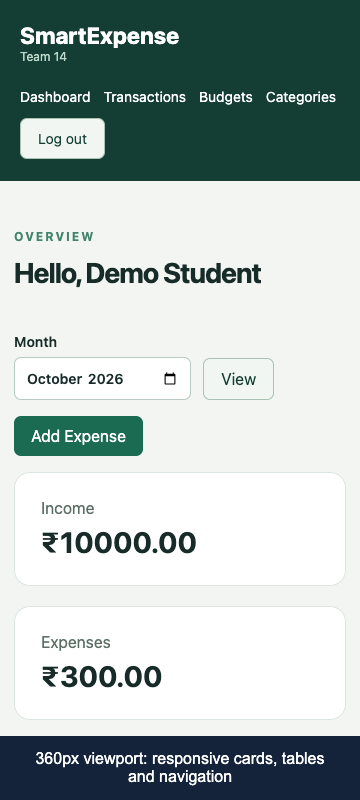 SmartExpense
Team 14
Dashboard Transactions Budgets Categories
Log out
OVERVIEW
Hello, Demo Student
Month
October 2026 View
Add Expense
Income
₹10000.00
Expenses
₹300.00
360px viewport: responsive cards, tables
and navigation